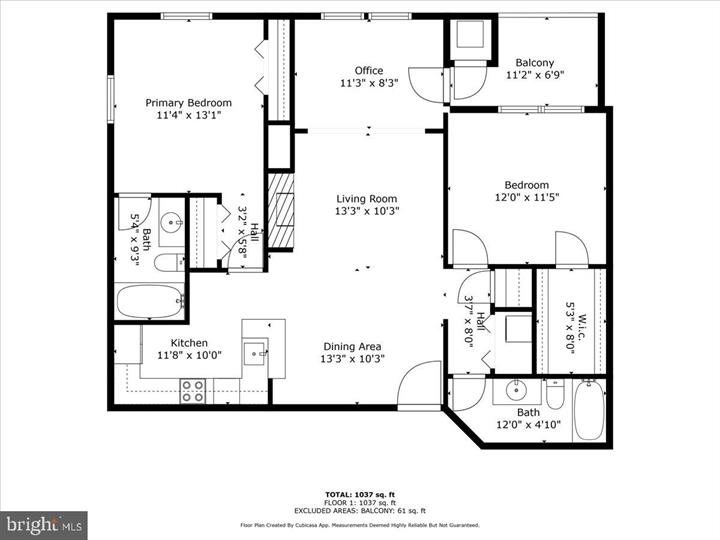 Office
11'3" x 8'3"
Balcony
11'2" x 6'9"
Primary Bedroom
11'4" x 13'1"
Living Room
13'3" x 10'3"
Bedroom
12'0" x 11'5"
Bath
5'4" x 9'3"
Hall
3'2" x 5'8"
Kitchen
11'8" x 10'0"
Dining Area
13'3" x 10'3"
Hall
3'7" x 8'0"
W.i.c.
5'3" x 8'0"
Bath
12'0" x 4'10"
TOTAL: 1037 sq. ft
FLOOR 1: 1037 sq. ft
EXCLUDED AREAS: BALCONY: 61 sq. ft
Floor Plan Created By Cubicasa App. Measurements Deemed Highly Reliable But Not Guaranteed.
bright MLS